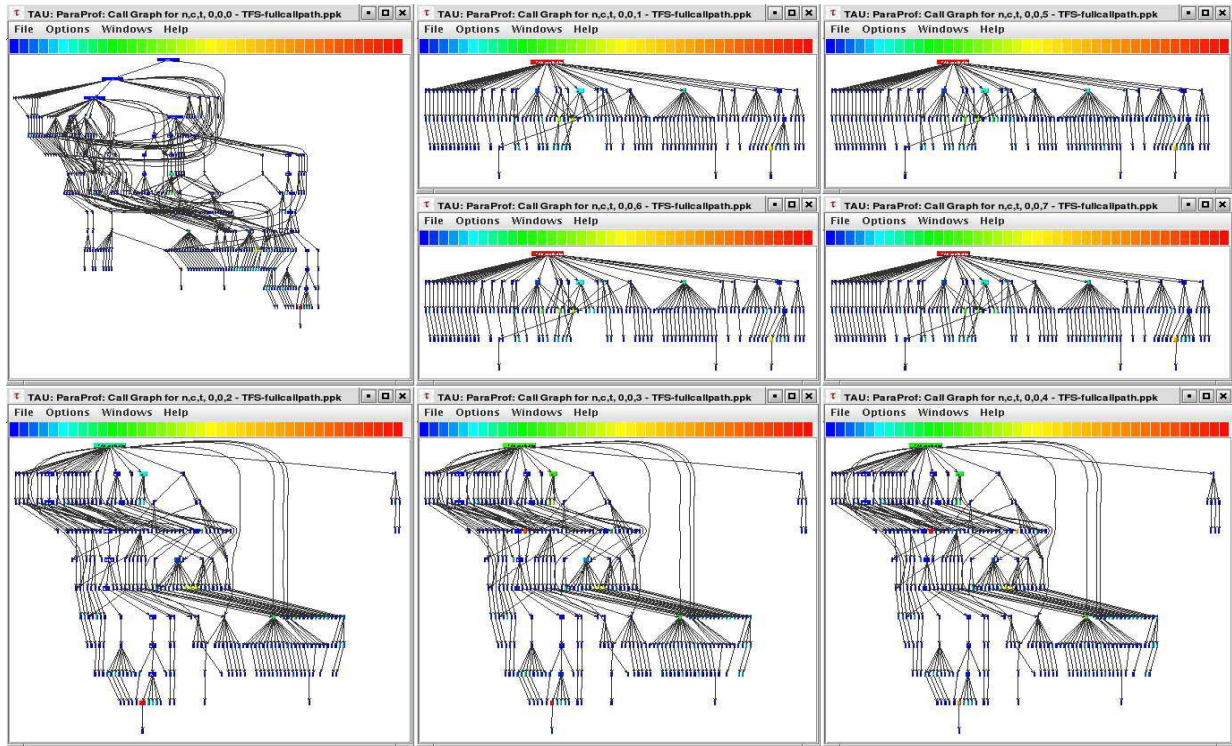 TAU: ParaProf: Call Graph for n,c,t, 0,0,0 - TFS-fullcallpath.ppk
File Options Windows Help
TAU: ParaProf: Call Graph for n,c,t, 0,0,1 - TFS-fullcallpath.ppk
File Options Windows Help
TAU: ParaProf: Call Graph for n,c,t, 0,0,5 - TFS-fullcallpath.ppk
File Options Windows Help
TAU: ParaProf: Call Graph for n,c,t, 0,0,6 - TFS-fullcallpath.ppk
File Options Windows Help
TAU: ParaProf: Call Graph for n,c,t, 0,0,7 - TFS-fullcallpath.ppk
File Options Windows Help
TAU: ParaProf: Call Graph for n,c,t, 0,0,2 - TFS-fullcallpath.ppk
File Options Windows Help
TAU: ParaProf: Call Graph for n,c,t, 0,0,3 - TFS-fullcallpath.ppk
File Options Windows Help
TAU: ParaProf: Call Graph for n,c,t, 0,0,4 - TFS-fullcallpath.ppk
File Options Windows Help